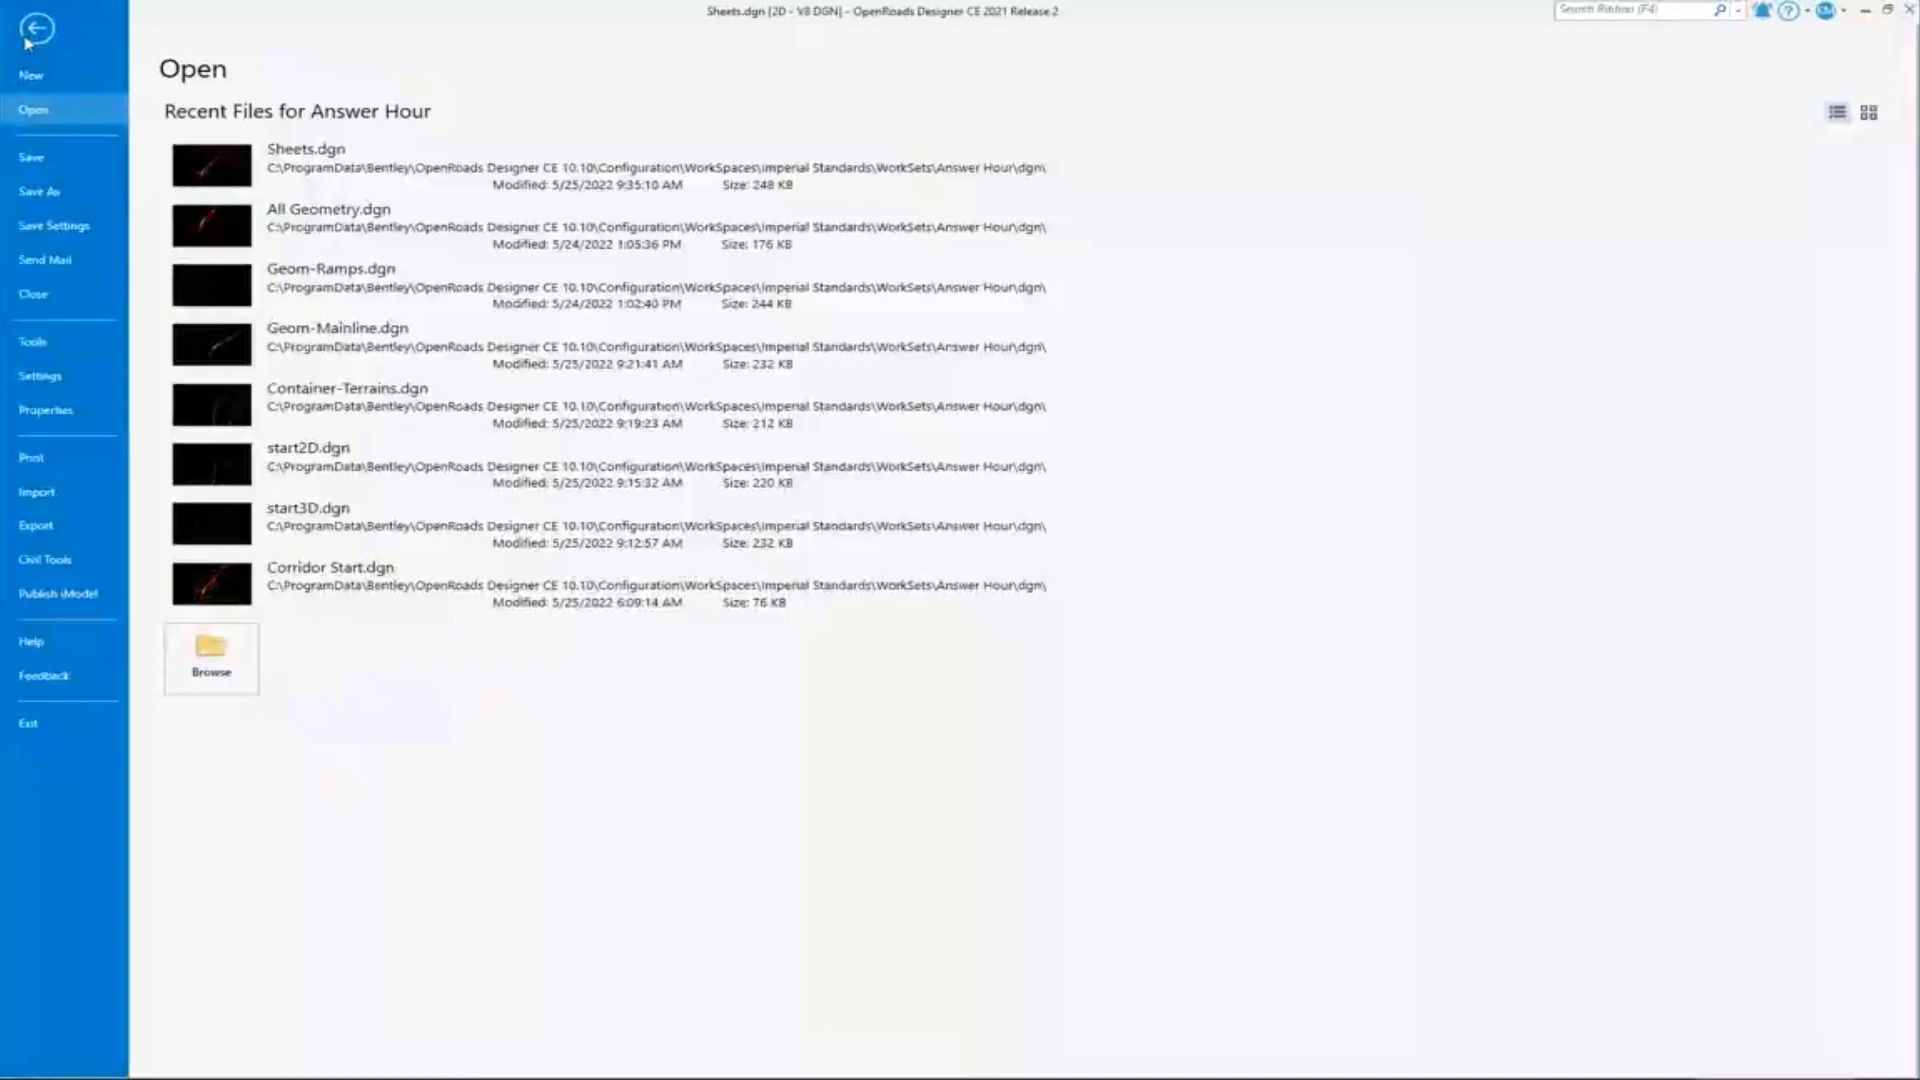 Sheets.dgn [2D - V8 DGN] - OpenRoads Designer CE 2021 Release 2
Search Ribbon (F4)
New
Open
Save
Save As
Save Settings
Send Mail
Close
Tools
Settings
Properties
Print
Import
Export
Civil Tools
Publish iModel
Help
Feedback
Exit
Open
Recent Files for Answer Hour
Sheets.dgn
C:\ProgramData\Bentley\OpenRoads Designer CE 10.10\Configuration\WorkSpaces\Imperial Standards\WorkSets\Answer Hour\dgn\
Modified: 5/25/2022 9:35:10 AM Size: 248 KB
All Geometry.dgn
C:\ProgramData\Bentley\OpenRoads Designer CE 10.10\Configuration\WorkSpaces\Imperial Standards\WorkSets\Answer Hour\dgn\
Modified: 5/24/2022 1:05:36 PM Size: 176 KB
Geom-Ramps.dgn
C:\ProgramData\Bentley\OpenRoads Designer CE 10.10\Configuration\WorkSpaces\Imperial Standards\WorkSets\Answer Hour\dgn\
Modified: 5/24/2022 1:02:40 PM Size: 244 KB
Geom-Mainline.dgn
C:\ProgramData\Bentley\OpenRoads Designer CE 10.10\Configuration\WorkSpaces\Imperial Standards\WorkSets\Answer Hour\dgn\
Modified: 5/25/2022 9:21:41 AM Size: 232 KB
Container-Terrains.dgn
C:\ProgramData\Bentley\OpenRoads Designer CE 10.10\Configuration\WorkSpaces\Imperial Standards\WorkSets\Answer Hour\dgn\
Modified: 5/25/2022 9:19:23 AM Size: 212 KB
start2D.dgn
C:\ProgramData\Bentley\OpenRoads Designer CE 10.10\Configuration\WorkSpaces\Imperial Standards\WorkSets\Answer Hour\dgn\
Modified: 5/25/2022 9:15:32 AM Size: 220 KB
start3D.dgn
C:\ProgramData\Bentley\OpenRoads Designer CE 10.10\Configuration\WorkSpaces\Imperial Standards\WorkSets\Answer Hour\dgn\
Modified: 5/25/2022 9:12:57 AM Size: 232 KB
Corridor Start.dgn
C:\ProgramData\Bentley\OpenRoads Designer CE 10.10\Configuration\WorkSpaces\Imperial Standards\WorkSets\Answer Hour\dgn\
Modified: 5/25/2022 6:09:14 AM Size: 76 KB
Browse